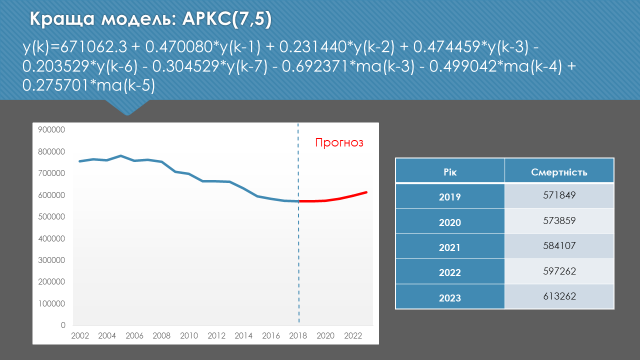 Краща модель: АРКС(7,5)
y(k)=671062.3 + 0.470080*y(k-1) + 0.231440*y(k-2) + 0.474459*y(k-3) -
0.203529*y(k-6) - 0.304529*y(k-7) - 0.692371*ma(k-3) - 0.499042*ma(k-4) +
0.275701*ma(k-5)
900000
Прогноз
800000
700000
600000
500000
400000
300000
200000
100000
0
2002 2004 2006 2008 2010 2012 2014 2016 2018 2020 2022
Рік Смертність
2019 571849
2020 573859
2021 584107
2022 597262
2023 613262